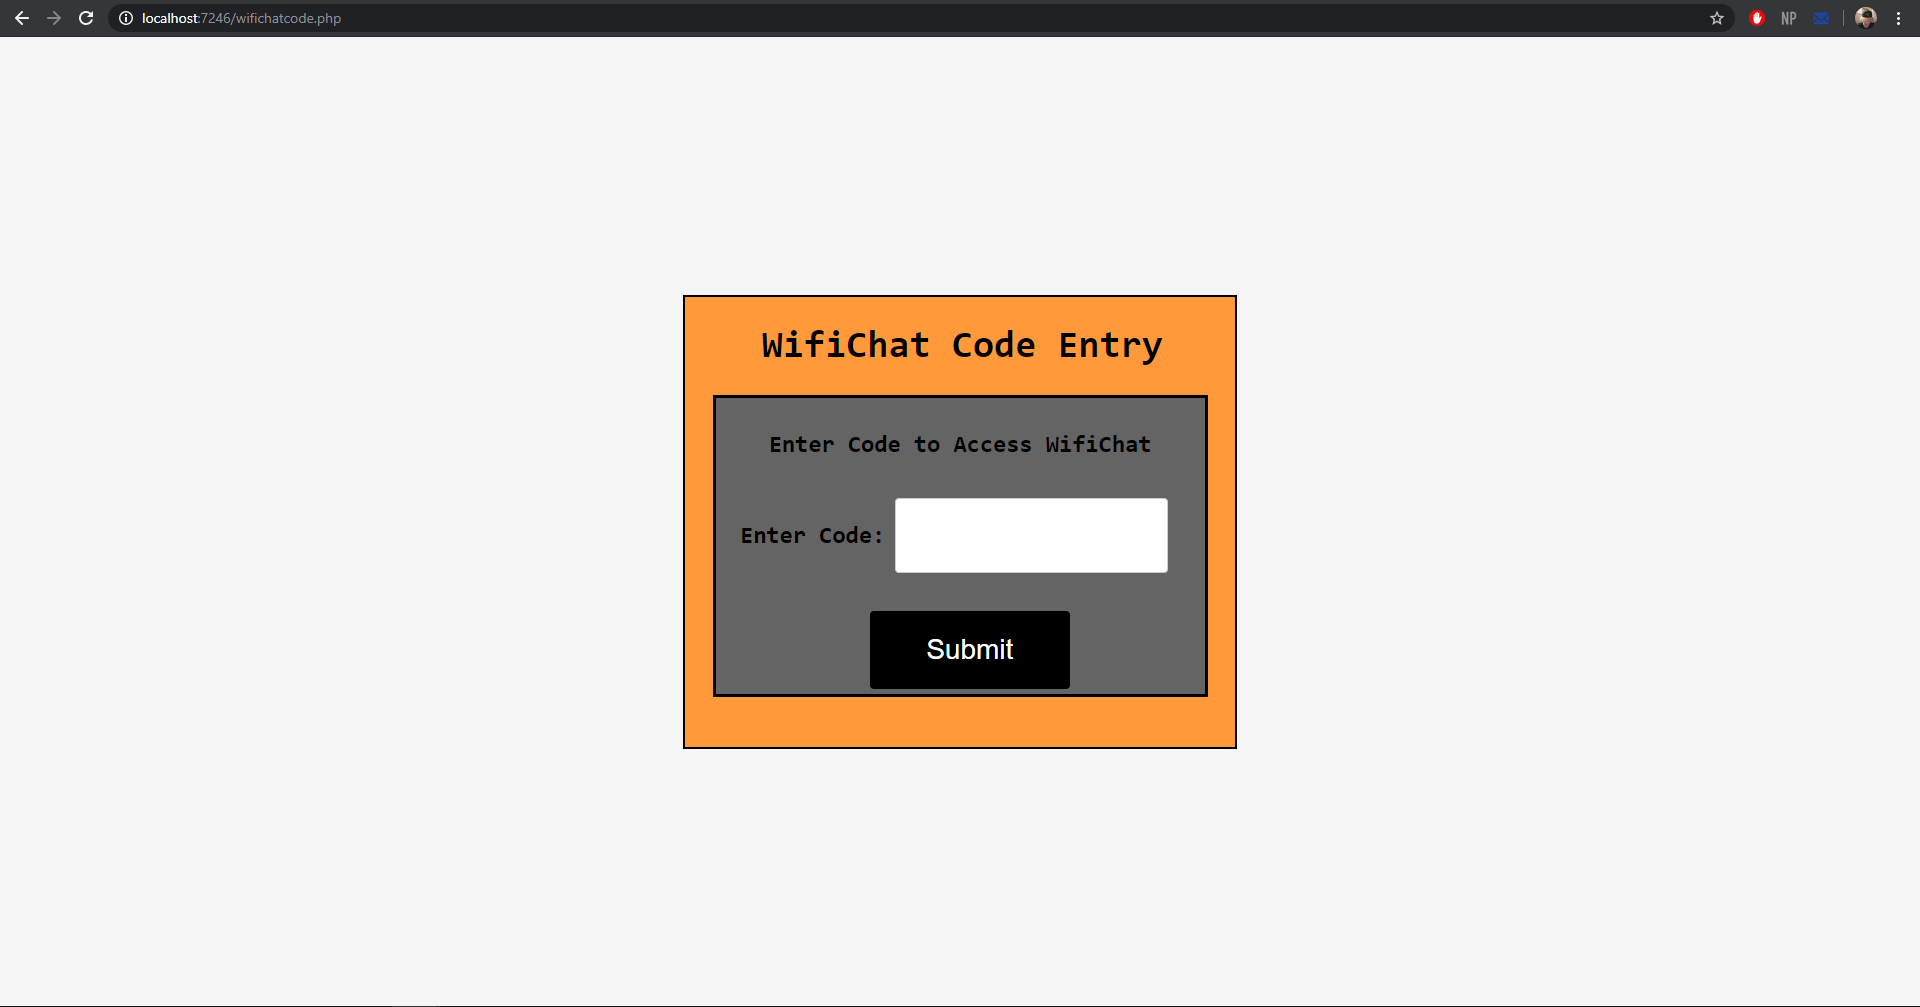 localhost:7246/wifichatcode.php
NP
WifiChat Code Entry
Enter Code to Access WifiChat
Enter Code:
Submit